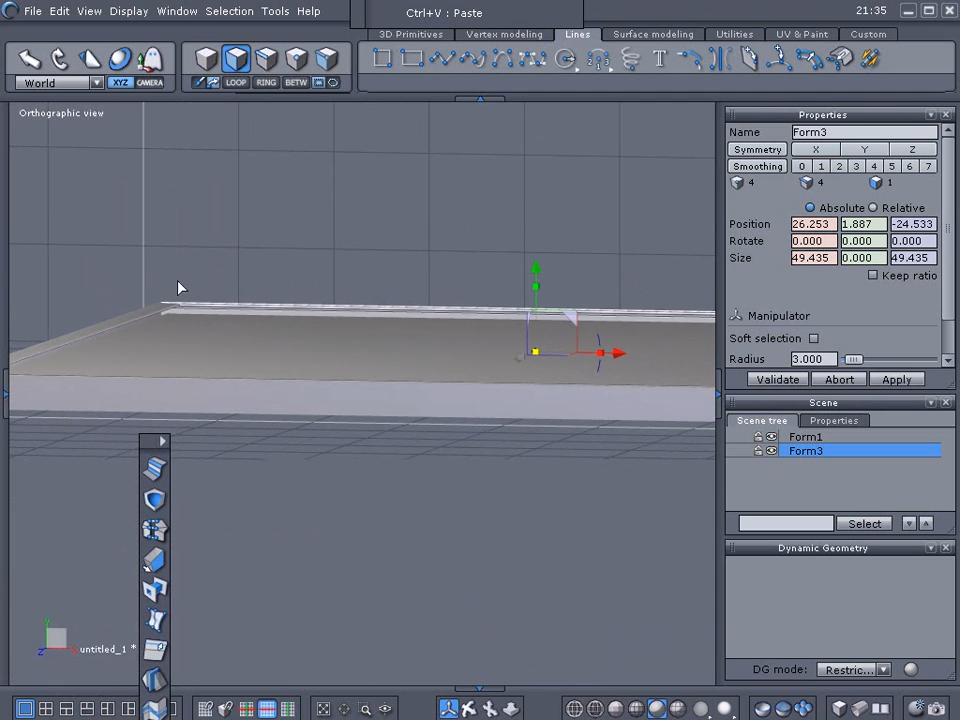 File Edit View Display Window Selection Tools Help
Ctrl+V : Paste
21:35
3D Primitives Vertex modeling Lines Surface modeling Utilities UV & Paint Custom
World XYZ CAMERA
LOOP RING BETW
Orthographic view
Properties
Name Form3
Symmetry X Y Z
Smoothing 0 1 2 3 4 5 6 7
4 4 1
Absolute Relative
Position 26.253 1.887 -24.533
Rotate 0.000 0.000 0.000
Size 49.435 0.000 49.435
Keep ratio
Manipulator
Soft selection
Radius 3.000
Validate Abort Apply
Scene
Scene tree Properties
Form1
Form3
Select
Dynamic Geometry
Y
Z X
untitled_1 *
DG mode: Restric...